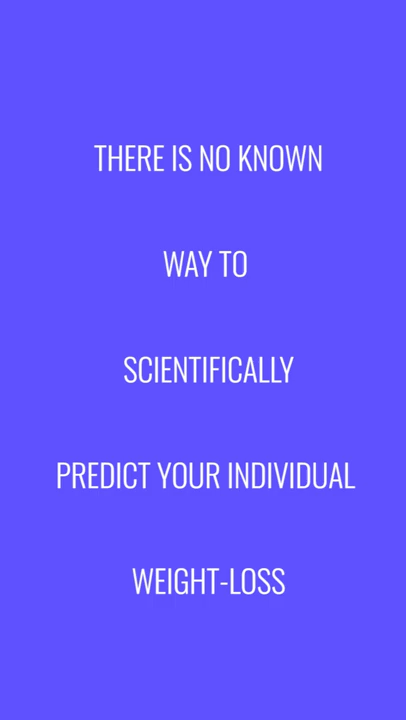 THERE IS NO KNOWN
WAY TO
SCIENTIFICALLY
PREDICT YOUR INDIVIDUAL
WEIGHT-LOSS